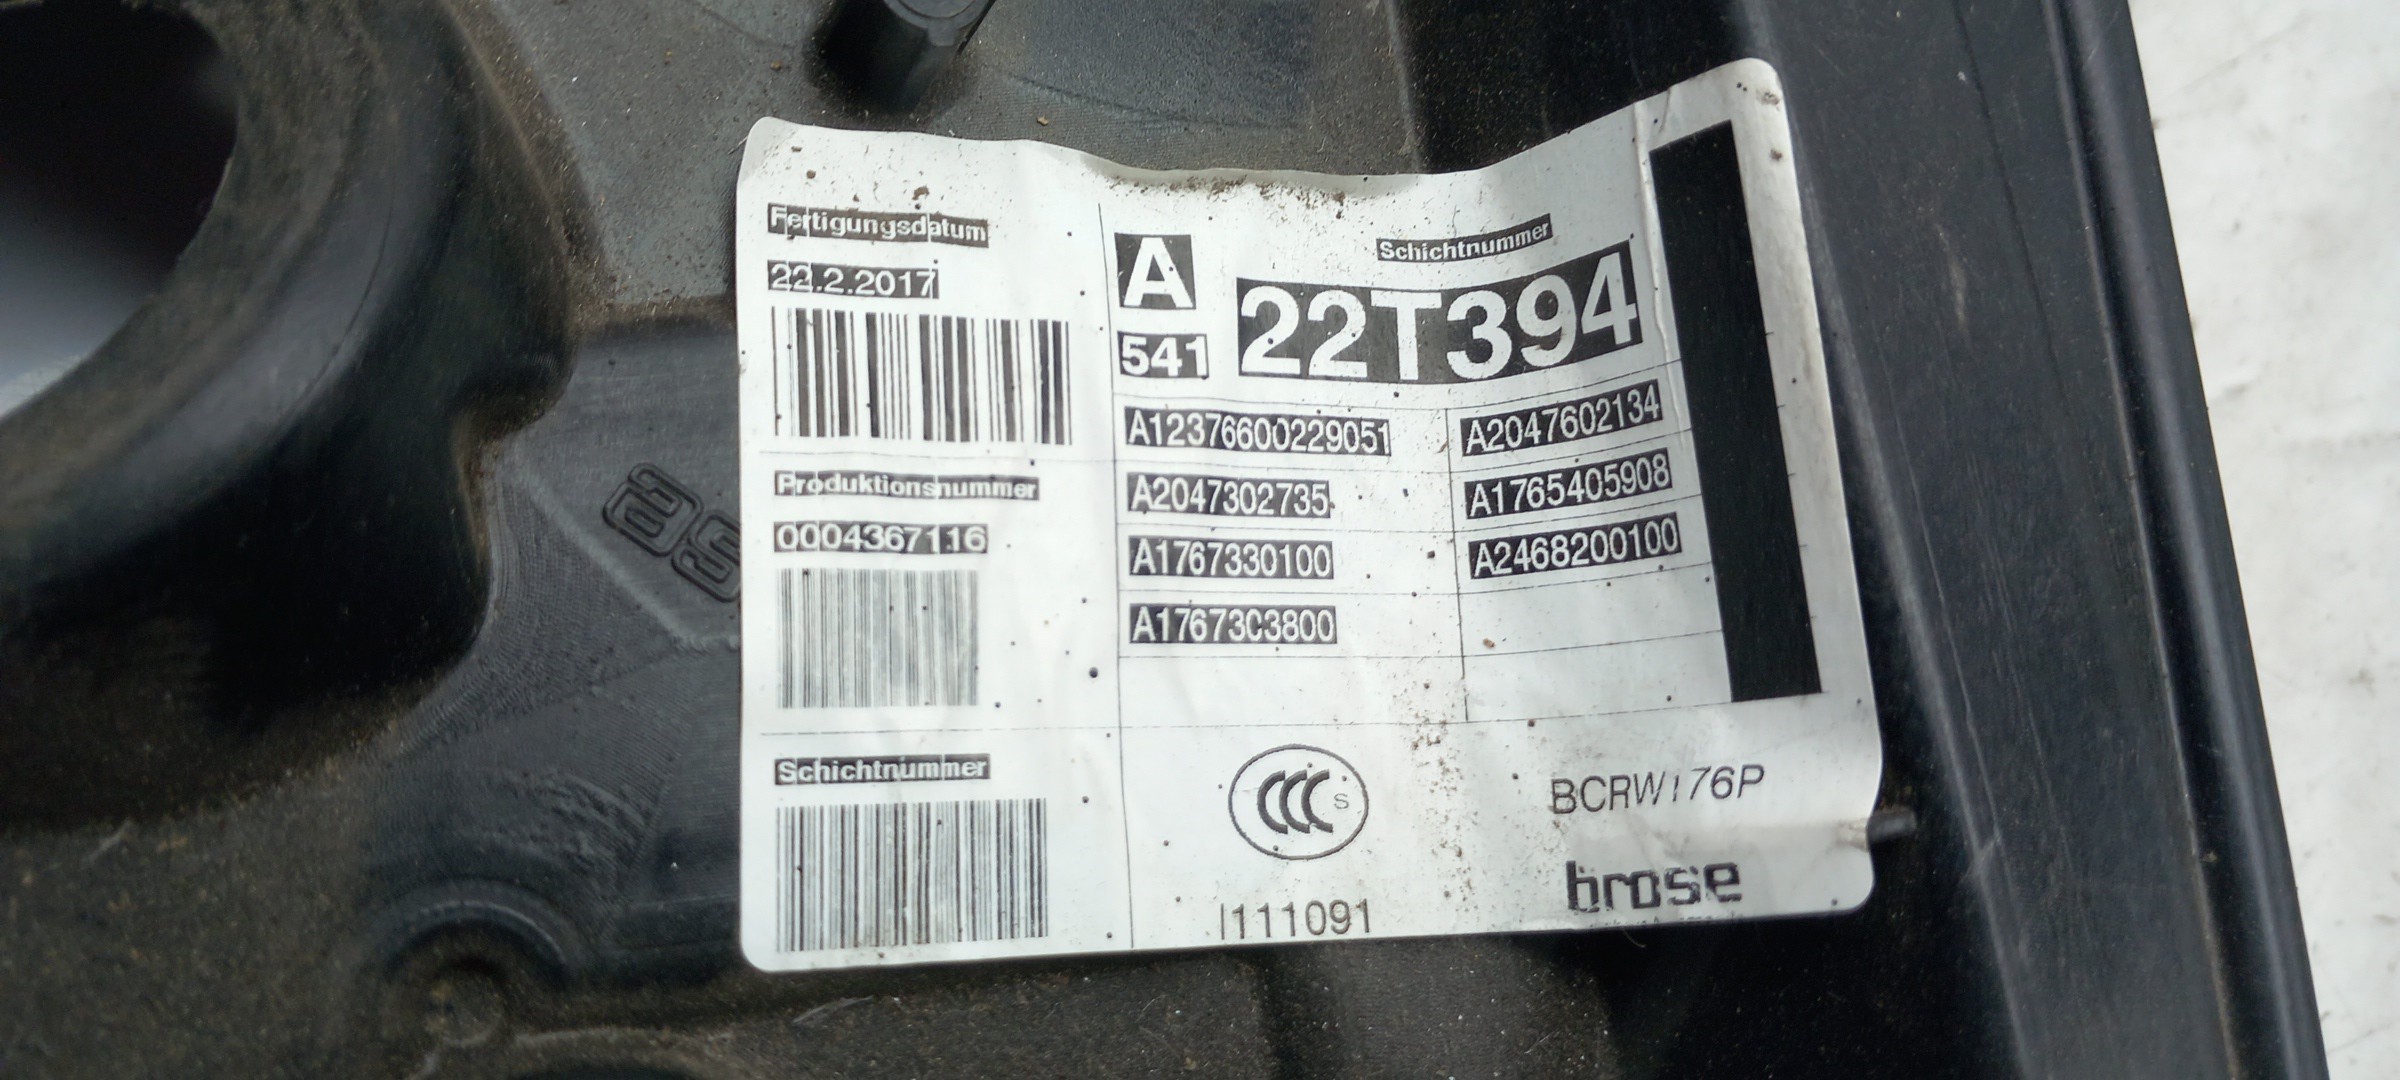 Fertigungsdatum
22.2.2017
Produktionsnummer
0004367116
Schichtnummer
A
541
Schichtnummer
22T394
A12376600229051
A2047602134
A2047302735
A1765405908
A1767330100
A2468200100
A1767303800
CCC S
BCRW176P
I111091
brose